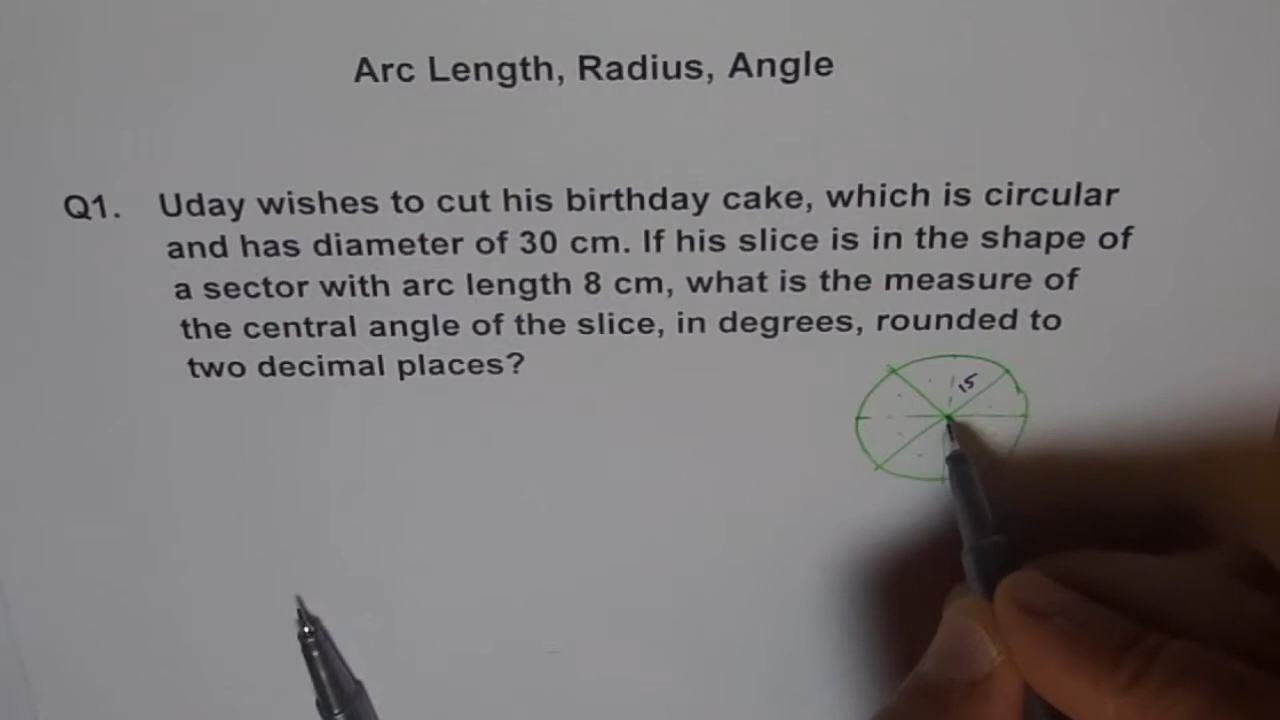 Arc Length, Radius, Angle
Q1. Uday wishes to cut his birthday cake, which is circular
and has diameter of 30 cm. If his slice is in the shape of
a sector with arc length 8 cm, what is the measure of
the central angle of the slice, in degrees, rounded to
two decimal places?
15